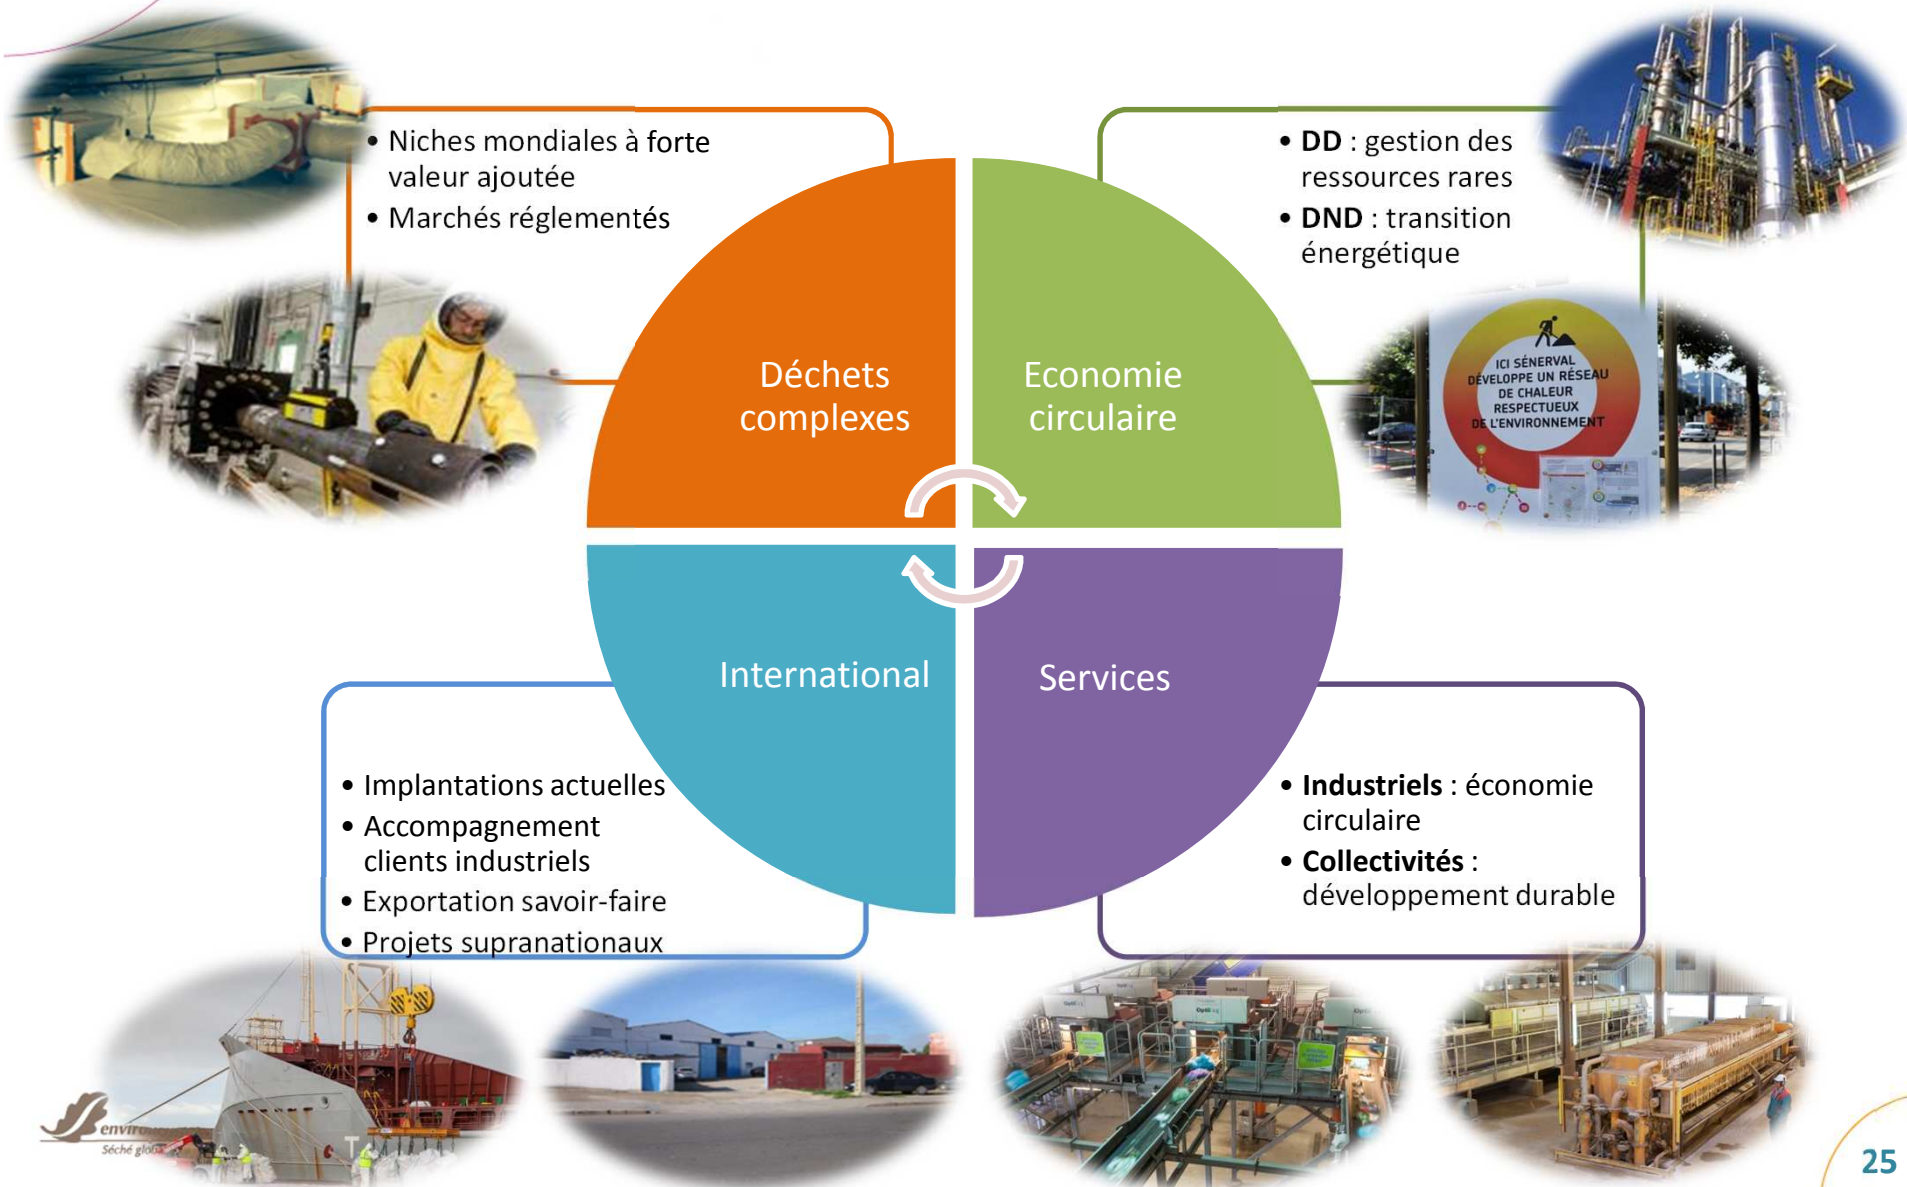 • Niches mondiales à forte
valeur ajoutée
• Marchés réglementés
• DD : gestion des
ressources rares
• DND : transition
énergétique
Déchets
complexes
Economie
circulaire
ICI SÉNERVAL
DÉVELOPPE UN RÉSEAU
DE CHALEUR
RESPECTUEUX
DE L'ENVIRONNEMENT
International
Services
• Implantations actuelles
• Accompagnement
clients industriels
• Exportation savoir-faire
• Projets supranationaux
• Industriels : économie
circulaire
• Collectivités :
développement durable
Séché
25